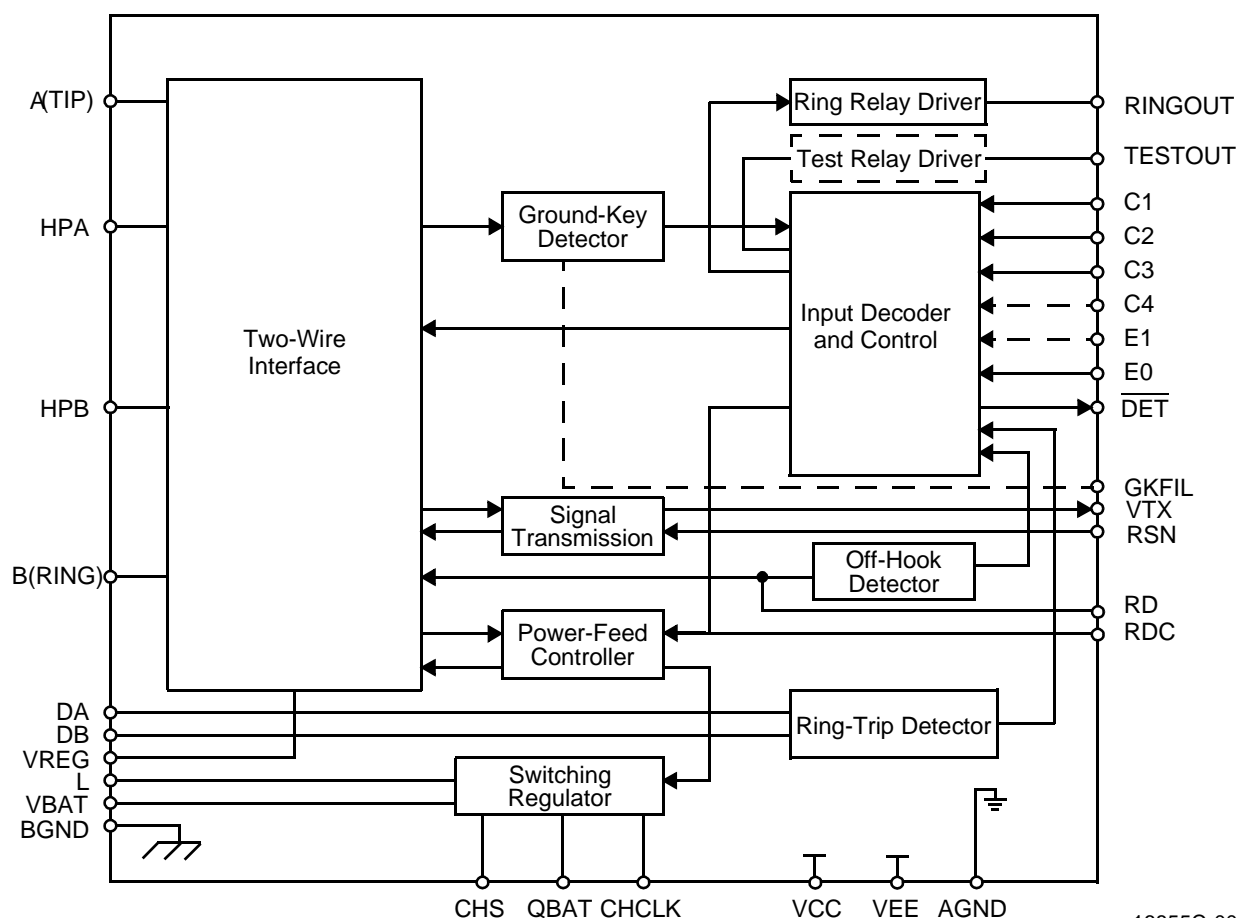 A(TIP)
HPA
HPB
B(RING)
DA
DB
VREG
L
VBAT
BGND
Two-Wire
Interface
Ground-Key
Detector
Signal
Transmission
Power-Feed
Controller
Switching
Regulator
Ring Relay Driver
Test Relay Driver
Input Decoder
and Control
Off-Hook
Detector
Ring-Trip Detector
RINGOUT
TESTOUT
C1
C2
C3
C4
E1
E0
DET
GKFIL
VTX
RSN
RD
RDC
CHS
QBAT
CHCLK
VCC
VEE
AGND